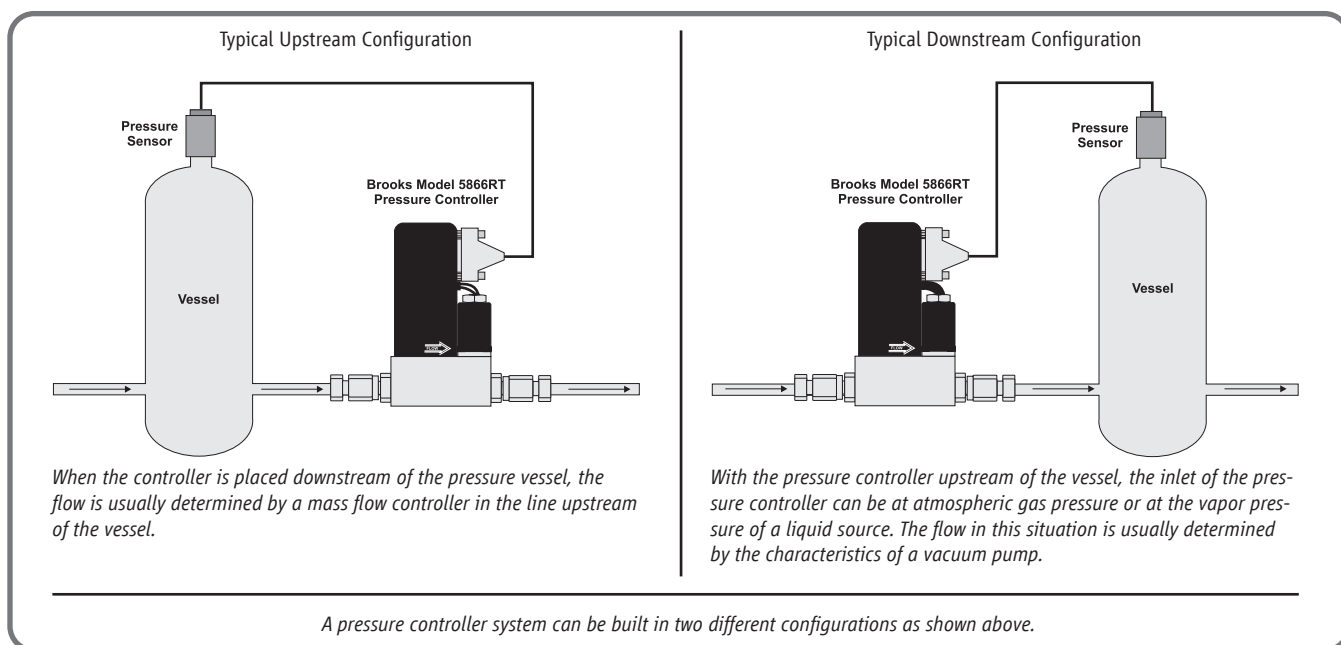 Typical Upstream Configuration
Pressure
Sensor
Brooks Model 5866RT
Pressure Controller
Vessel
FLOW
When the controller is placed downstream of the pressure vessel, the
flow is usually determined by a mass flow controller in the line upstream
of the vessel.
Typical Downstream Configuration
Pressure
Sensor
Brooks Model 5866RT
Pressure Controller
Vessel
FLOW
With the pressure controller upstream of the vessel, the inlet of the pres-
sure controller can be at atmospheric gas pressure or at the vapor pres-
sure of a liquid source. The flow in this situation is usually determined
by the characteristics of a vacuum pump.
A pressure controller system can be built in two different configurations as shown above.